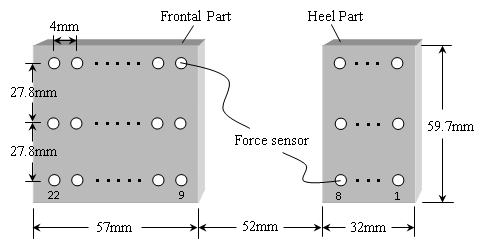 Frontal Part
Heel Part
4mm
27.8mm
27.8mm
Force sensor
59.7mm
22
9
8
1
57mm
52mm
32mm